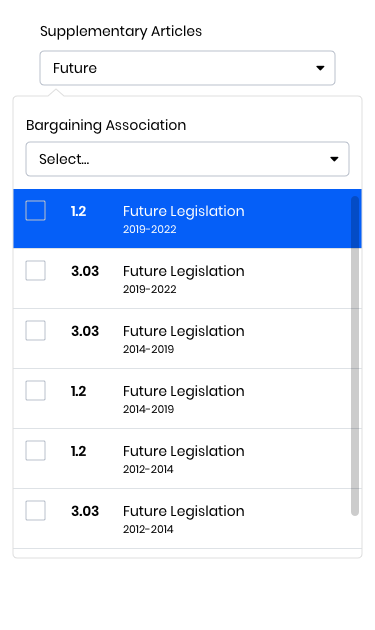 Supplementary Articles
Future
Bargaining Association
Select...
1.2 Future Legislation
2019-2022
3.03 Future Legislation
2019-2022
3.03 Future Legislation
2014-2019
1.2 Future Legislation
2014-2019
1.2 Future Legislation
2012-2014
3.03 Future Legislation
2012-2014